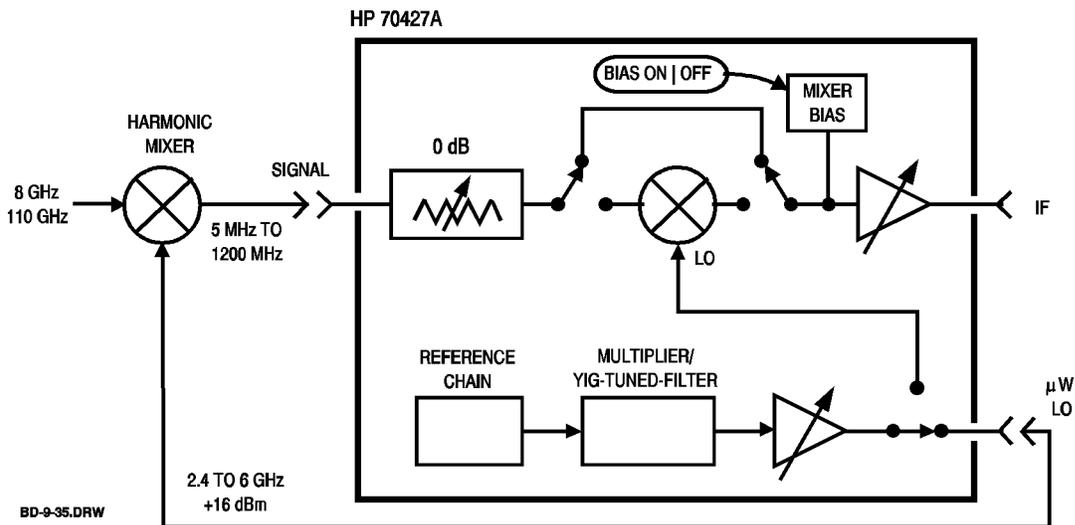 HP 70427A
BIAS ON | OFF
MIXER
BIAS
HARMONIC
MIXER
0 dB
SIGNAL
8 GHz
110 GHz
5 MHz TO
1200 MHz
IF
LO
REFERENCE
CHAIN
MULTIPLIER/
YIG-TUNED-FILTER
μW
LO
2.4 TO 6 GHz
+16 dBm
BD-9-35.DRW